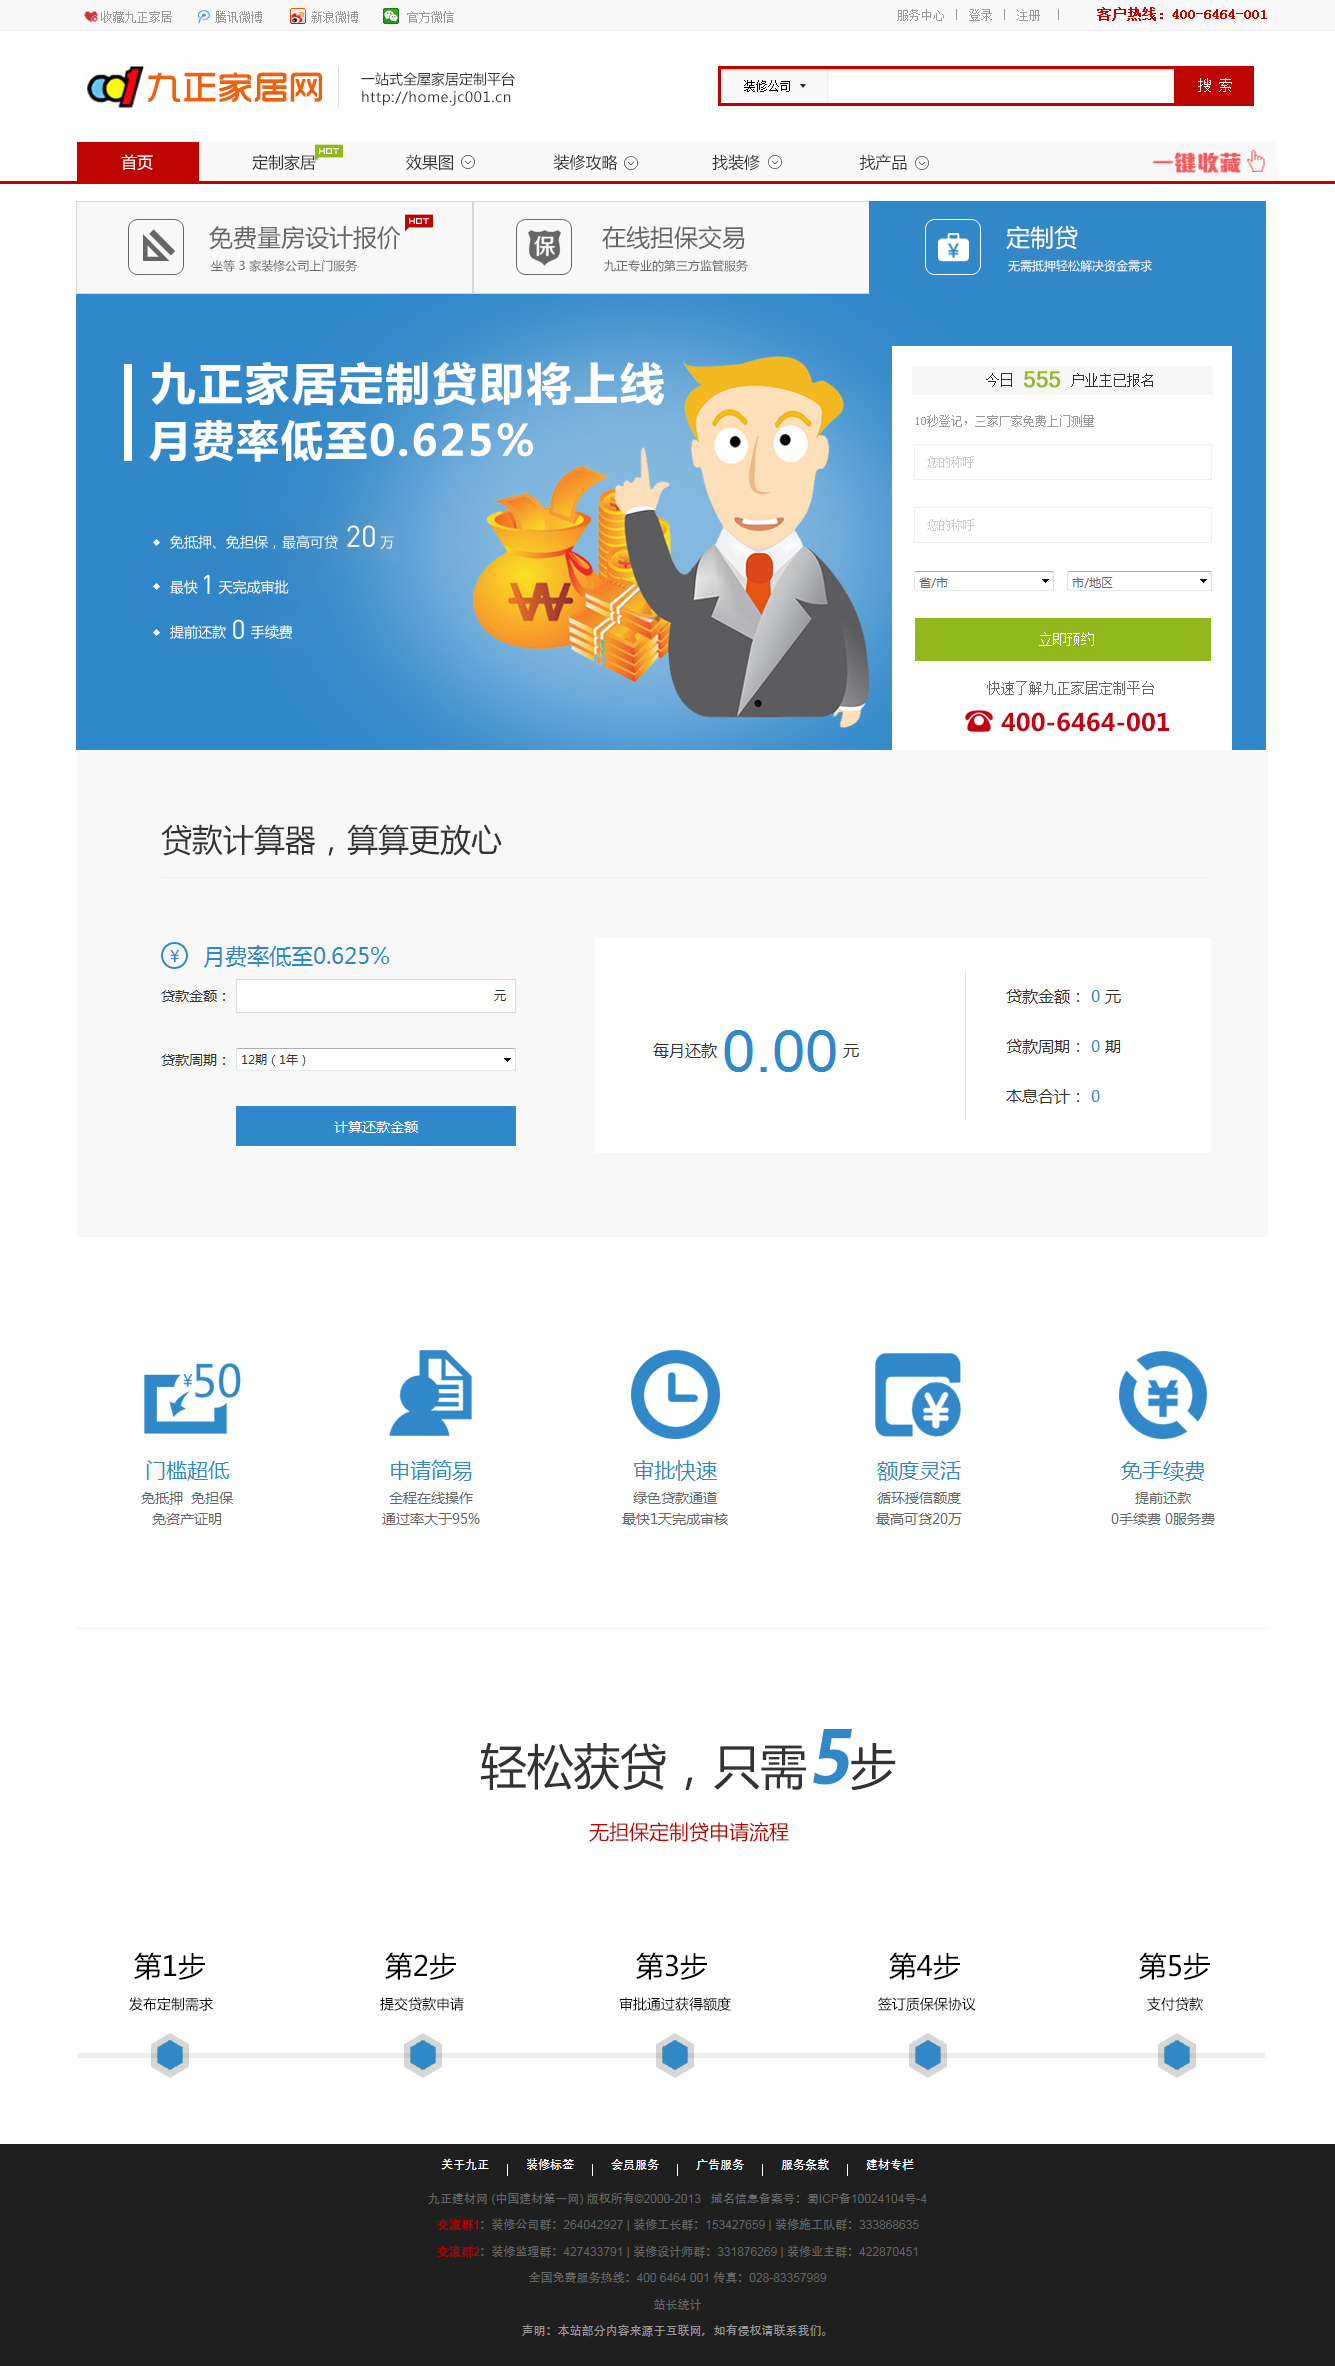 收藏九正家居 腾讯微博 新浪微博 官方微信 服务中心 登录 注册 客户热线：400-6464-001
九正家居网
一站式全屋家居定制平台
http://home.jc001.cn
装修公司 搜 索
首页 定制家居 HOT 效果图 装修攻略 找装修 找产品 一键收藏
免费量房设计报价 HOT
坐等 3 家装修公司上门服务
保 在线担保交易
九正专业的第三方监管服务
定制贷
无需抵押轻松解决资金需求
九正家居定制贷即将上线
月费率低至0.625%
免抵押、免担保，最高可贷 20 万
最快 1 天完成审批
提前还款 0 手续费
今日 555 户业主已报名
10秒登记，三家厂家免费上门测量
您的称呼
您的称呼
省/市 市/地区
立即预约
快速了解九正家居定制平台
400-6464-001
贷款计算器，算算更放心
¥ 月费率低至0.625%
贷款金额： 元
贷款周期： 12期（1年）
计算还款金额
每月还款 0.00 元
贷款金额： 0 元
贷款周期： 0 期
本息合计： 0
¥50
门槛超低
免抵押 免担保
免资产证明
申请简易
全程在线操作
通过率大于95%
审批快速
绿色贷款通道
最快1天完成审核
¥
额度灵活
循环授信额度
最高可贷20万
¥
免手续费
提前还款
0手续费 0服务费
轻松获贷，只需5步
无担保定制贷申请流程
第1步 第2步 第3步 第4步 第5步
发布定制需求 提交贷款申请 审批通过获得额度 签订质保保协议 支付贷款
关于九正 装修标签 会员服务 广告服务 服务条款 建材专栏
九正建材网 (中国建材第一网) 版权所有©2000-2013 域名信息备案号：蜀ICP备10024104号-4
交流群1：装修公司群：264042927 | 装修工长群：153427659 | 装修施工队群：333868635
交流群2：装修监理群：427433791 | 装修设计师群：331876269 | 装修业主群：422870451
全国免费服务热线：400 6464 001 传真：028-83357989
站长统计
声明：本站部分内容来源于互联网，如有侵权请联系我们。